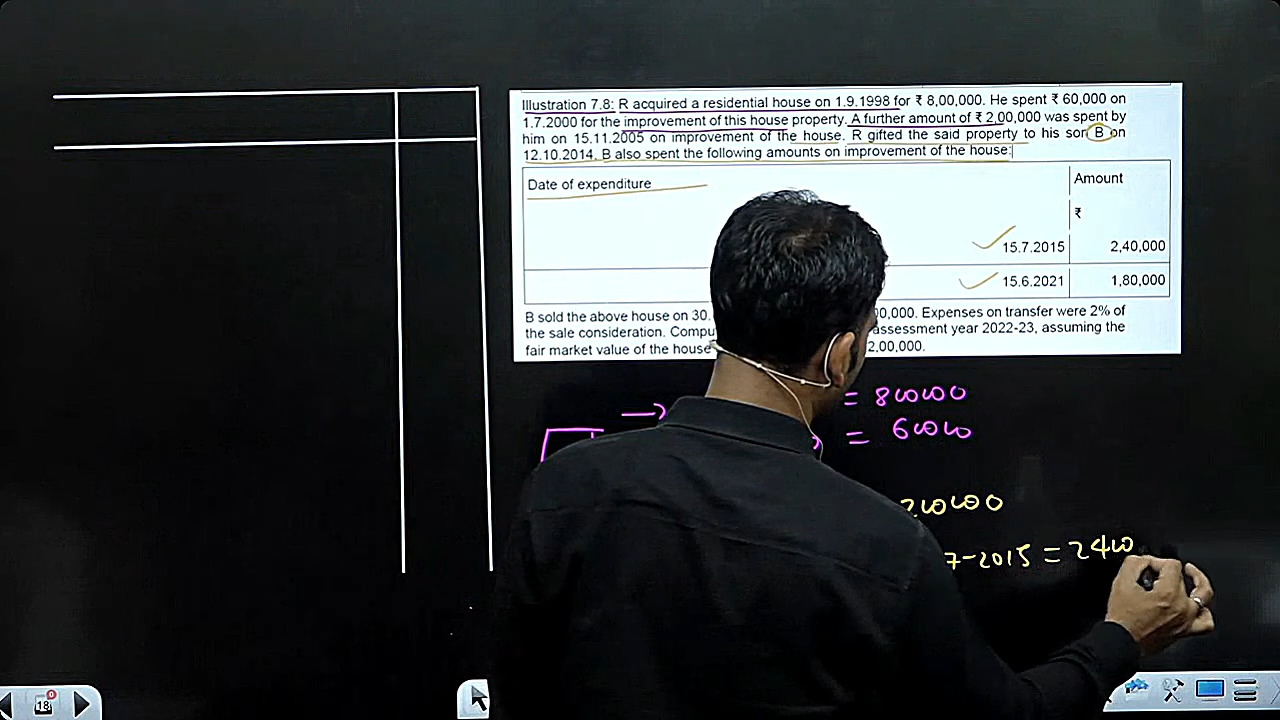 Illustration 7.8: R acquired a residential house on 1.9.1998 for ₹ 8,00,000. He spent ₹ 60,000 on
1.7.2000 for the improvement of this house property. A further amount of ₹ 2,00,000 was spent by
him on 15.11.2005 on improvement of the house. R gifted the said property to his son B on
12.10.2014. B also spent the following amounts on improvement of the house:
Date of expenditure Amount
₹
15.7.2015 2,40,000
15.6.2021 1,80,000
B sold the above house on 30. 00,000. Expenses on transfer were 2% of
the sale consideration. assessment year 2022-23, assuming the
fair market value of the house 2,00,000.
→ = 800000
= 60000
200000
7-2015 = 2400
18
0